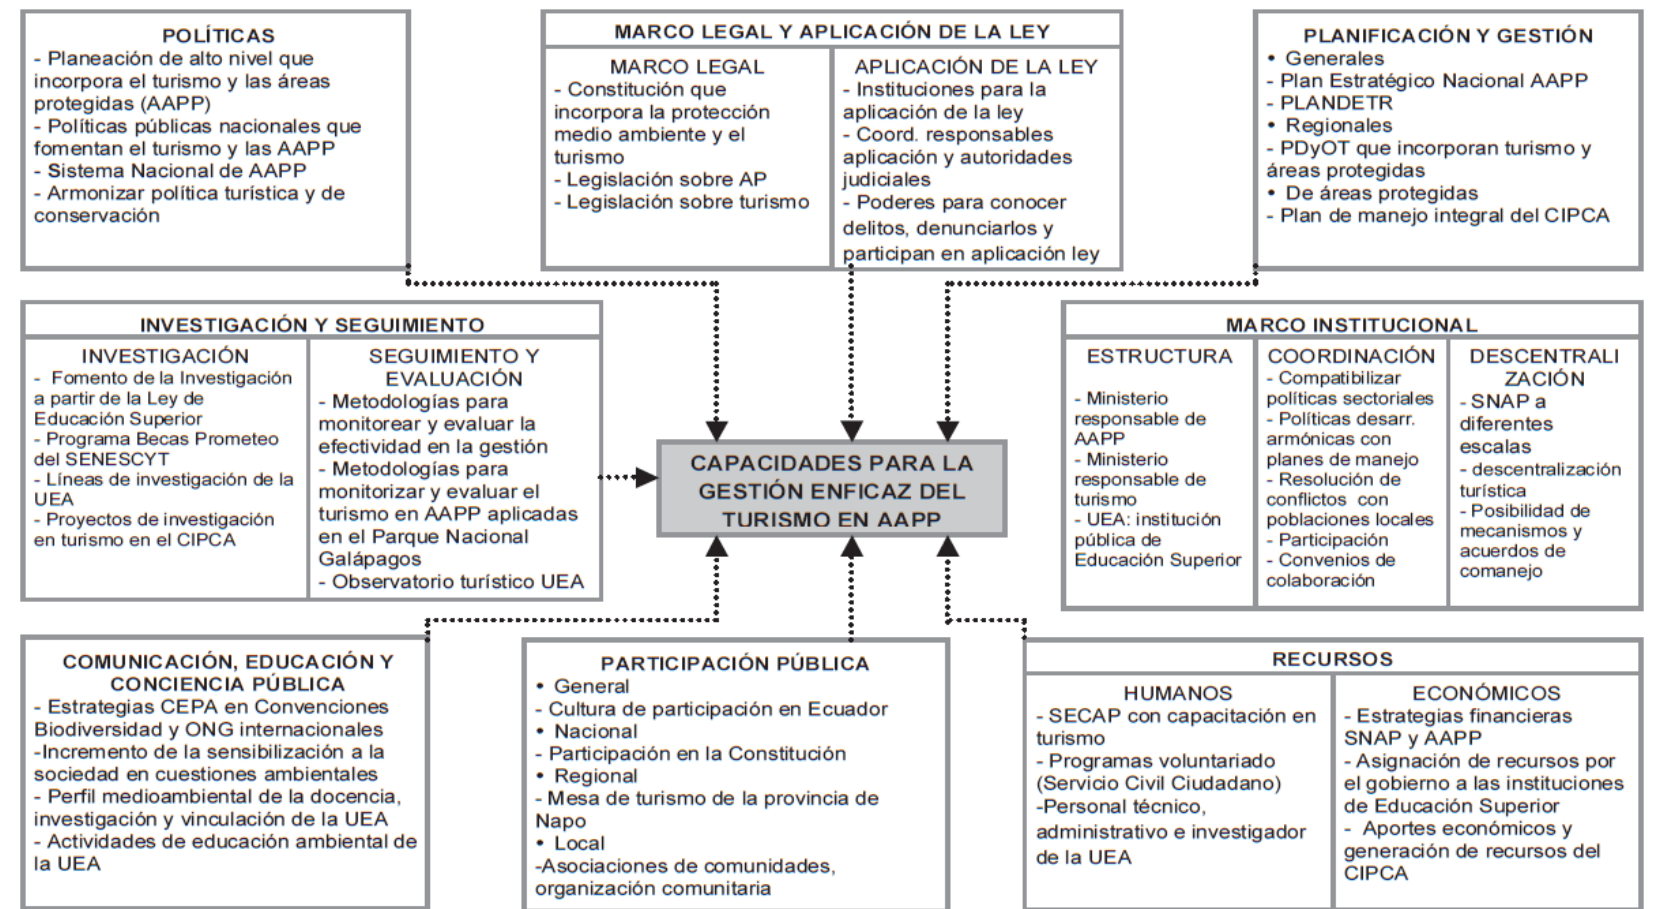 POLÍTICAS
- Planeación de alto nivel que
incorpora el turismo y las áreas
protegidas (AAPP)
- Políticas públicas nacionales que
fomentan el turismo y las AAPP
- Sistema Nacional de AAPP
- Armonizar política turística y de
conservación
MARCO LEGAL Y APLICACIÓN DE LA LEY
MARCO LEGAL
- Constitución que
incorpora la protección
medio ambiente y el
turismo
- Legislación sobre AP
- Legislación sobre turismo
APLICACIÓN DE LA LEY
- Instituciones para la
aplicación de la ley
- Coord. responsables
aplicación y autoridades
judiciales
- Poderes para conocer
delitos, denunciarlos y
participan en aplicación ley
PLANIFICACIÓN Y GESTIÓN
• Generales
- Plan Estratégico Nacional AAPP
- PLANDETR
• Regionales
- PDyOT que incorporan turismo y
áreas protegidas
• De áreas protegidas
- Plan de manejo integral del CIPCA
INVESTIGACIÓN Y SEGUIMIENTO
INVESTIGACIÓN
- Fomento de la Investigación
a partir de la Ley de
Educación Superior
- Programa Becas Prometeo
del SENESCYT
- Líneas de investigación de la
UEA
- Proyectos de investigación
en turismo en el CIPCA
SEGUIMIENTO Y
EVALUACIÓN
- Metodologías para
monitorear y evaluar la
efectividad en la gestión
- Metodologías para
monitorizar y evaluar el
turismo en AAPP aplicadas
en el Parque Nacional
Galápagos
- Observatorio turístico UEA
CAPACIDADES PARA LA
GESTIÓN ENFICAZ DEL
TURISMO EN AAPP
MARCO INSTITUCIONAL
ESTRUCTURA
- Ministerio
responsable de
AAPP
- Ministerio
responsable de
turismo
- UEA: institución
pública de
Educación Superior
COORDINACIÓN
- Compatibilizar
políticas sectoriales
- Políticas desarr.
armónicas con
planes de manejo
- Resolución de
conflictos con
poblaciones locales
- Participación
- Convenios de
colaboración
DESCENTRALI
ZACIÓN
- SNAP a
diferentes
escalas
- descentralización
turística
- Posibilidad de
mecanismos y
acuerdos de
comanejo
COMUNICACIÓN, EDUCACIÓN Y
CONCIENCIA PÚBLICA
- Estrategias CEPA en Convenciones
Biodiversidad y ONG internacionales
-Incremento de la sensibilización a la
sociedad en cuestiones ambientales
- Perfil medioambiental de la docencia,
investigación y vinculación de la UEA
- Actividades de educación ambiental de
la UEA
PARTICIPACIÓN PÚBLICA
• General
- Cultura de participación en Ecuador
• Nacional
- Participación en la Constitución
• Regional
- Mesa de turismo de la provincia de
Napo
• Local
-Asociaciones de comunidades,
organización comunitaria
RECURSOS
HUMANOS
- SECAP con capacitación en
turismo
- Programas voluntariado
(Servicio Civil Ciudadano)
-Personal técnico,
administrativo e investigador
de la UEA
ECONÓMICOS
- Estrategias financieras
SNAP y AAPP
- Asignación de recursos por
el gobierno a las instituciones
de Educación Superior
- Aportes económicos y
generación de recursos del
CIPCA